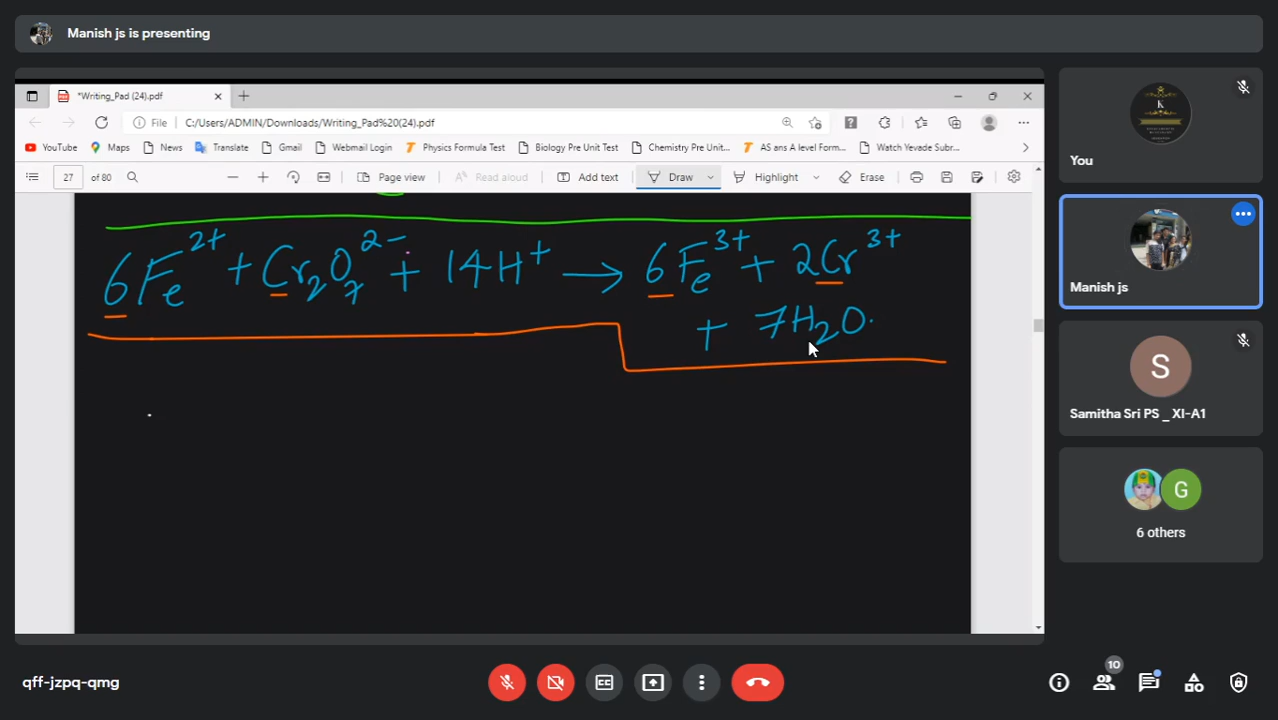 Manish js is presenting
*Writing_Pad (24).pdf
File C:/Users/ADMIN/Downloads/Writing_Pad%20(24).pdf
YouTube Maps News Translate Gmail Webmail Login Physics Formula Test Biology Pre Unit Test Chemistry Pre Unit... AS ans A level Form... Watch Yevade Subr...
27 of 80 Page view Read aloud Add text Draw Highlight Erase
6Fe²⁺ + Cr₂O₇²⁻ + 14H⁺ → 6Fe³⁺ + 2Cr³⁺
+ 7H₂O.
K
You
Manish js
S
Samitha Sri PS _ XI-A1
G
6 others
qff-jzpq-qmg
CC
10